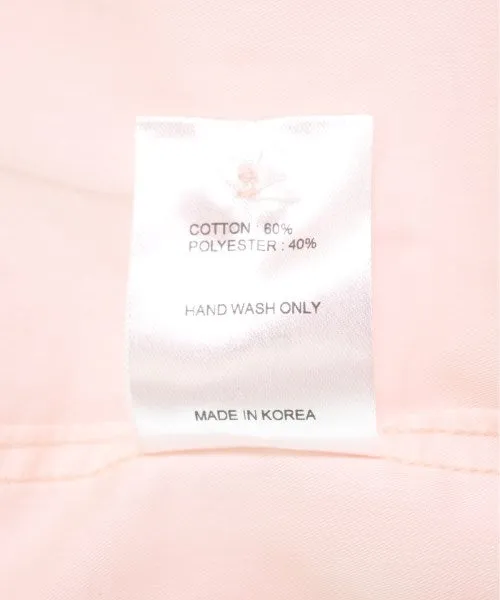 COTTON : 60%
POLYESTER : 40%
HAND WASH ONLY
MADE IN KOREA